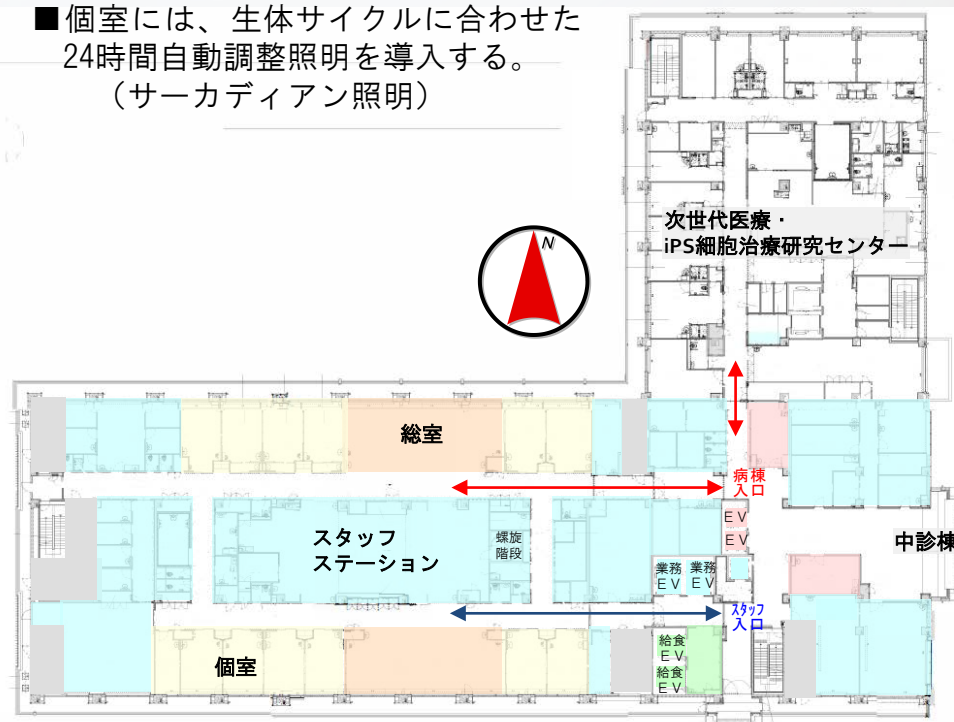 ■個室には、生体サイクルに合わせた
24時間自動調整照明を導入する。
（サーカディアン照明）
N
次世代医療・
iPS細胞治療研究センター
総室
病棟
入口
EV
EV
スタッフ
ステーション
螺旋
階段
中診棟
業務
EV
業務
EV
スタッフ
入口
個室
給食
EV
給食
EV